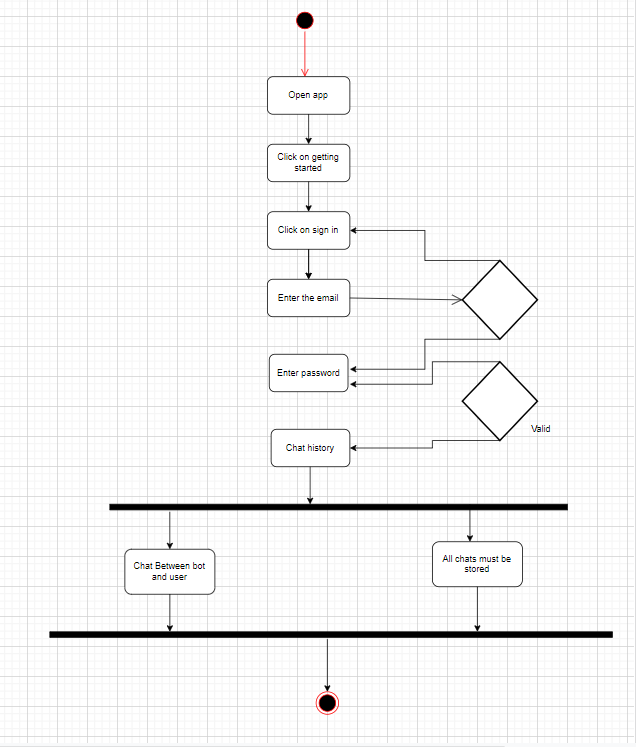 Open app
Click on getting
started
Click on sign in
Enter the email
Enter password
Valid
Chat history
Chat Between bot
and user
All chats must be
stored